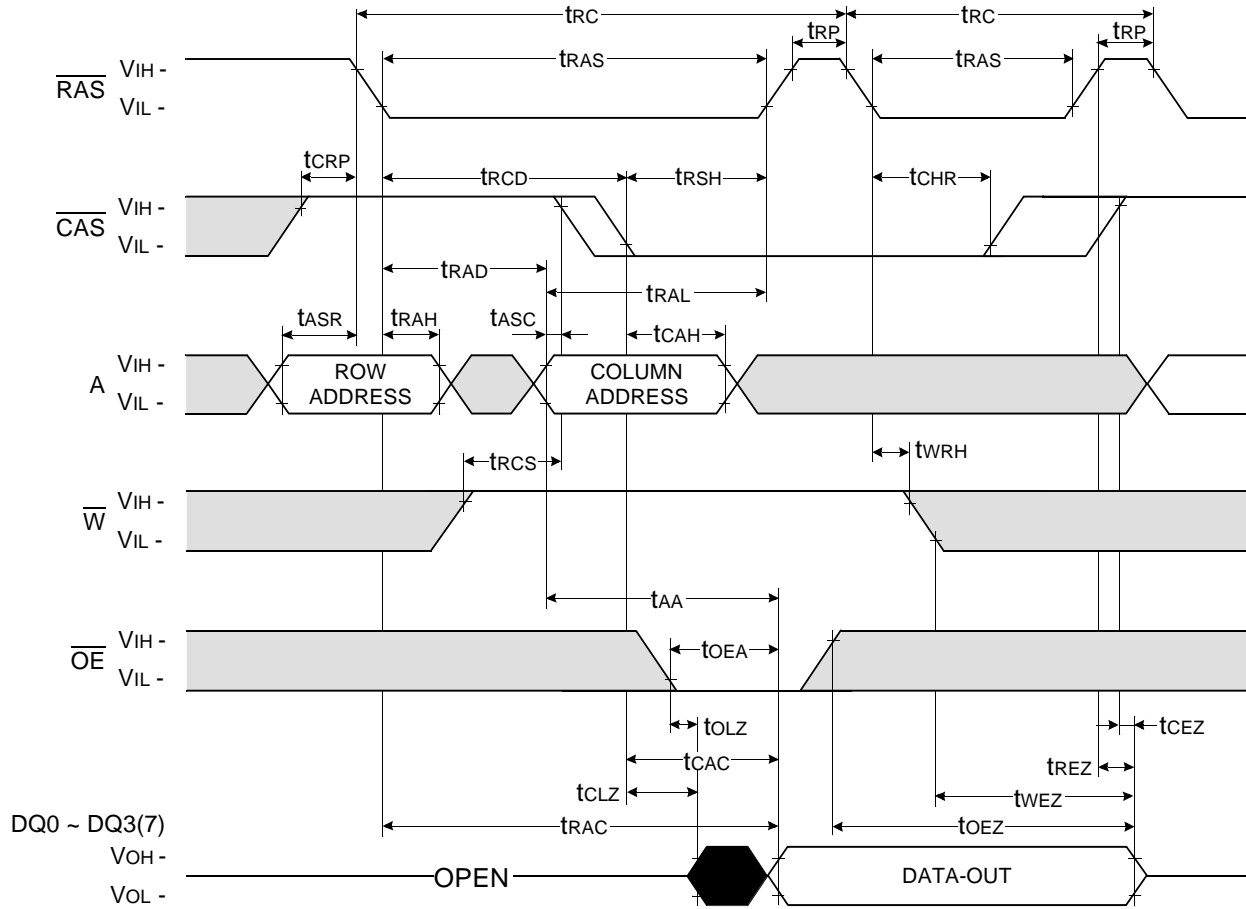 tRC tRC
tRP tRP
tRAS tRAS
RAS
VIH -
VIL -
tCRP
tRCD tRSH tCHR
CAS
VIH -
VIL -
tRAD
tRAL
tASR tRAH tASC tCAH
A
VIH -
VIL -
ROW
ADDRESS
COLUMN
ADDRESS
tRCS tWRH
W
VIH -
VIL -
tAA
OE
VIH -
VIL -
tOEA
tOLZ tCEZ
tCAC tREZ
tCLZ tWEZ
tRAC tOEZ
DQ0 ~ DQ3(7)
VOH -
VOL -
OPEN
DATA-OUT